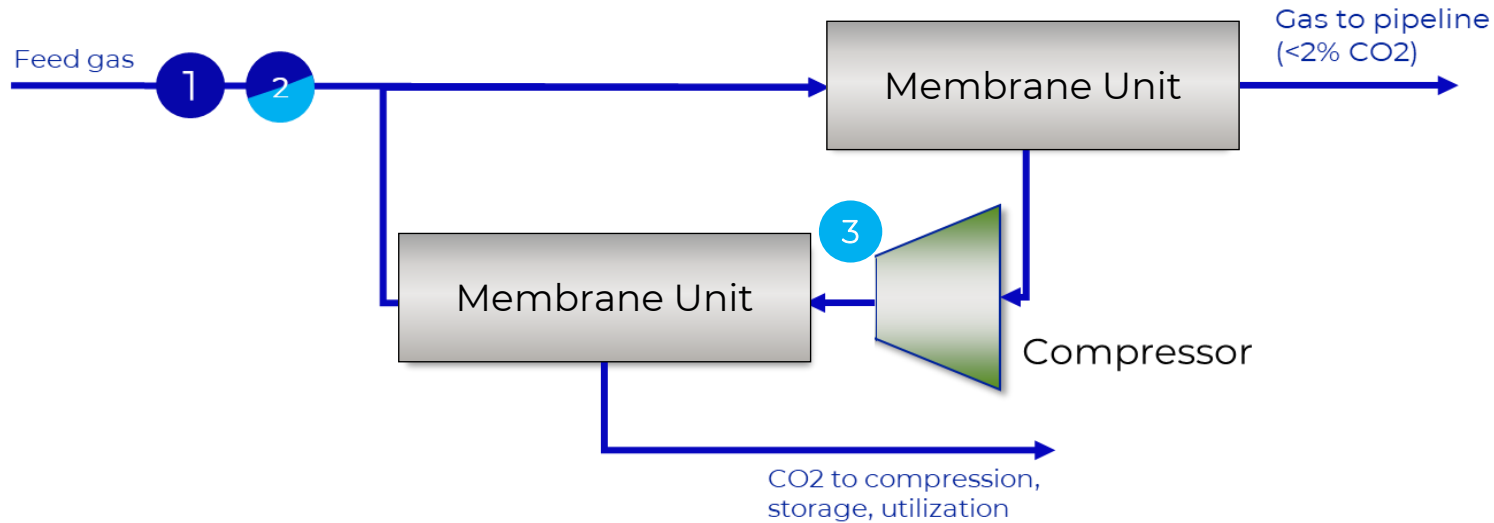 Gas to pipeline
(<2% CO2)
Feed gas
1
2
Membrane Unit
3
Membrane Unit
Compressor
CO2 to compression,
storage, utilization